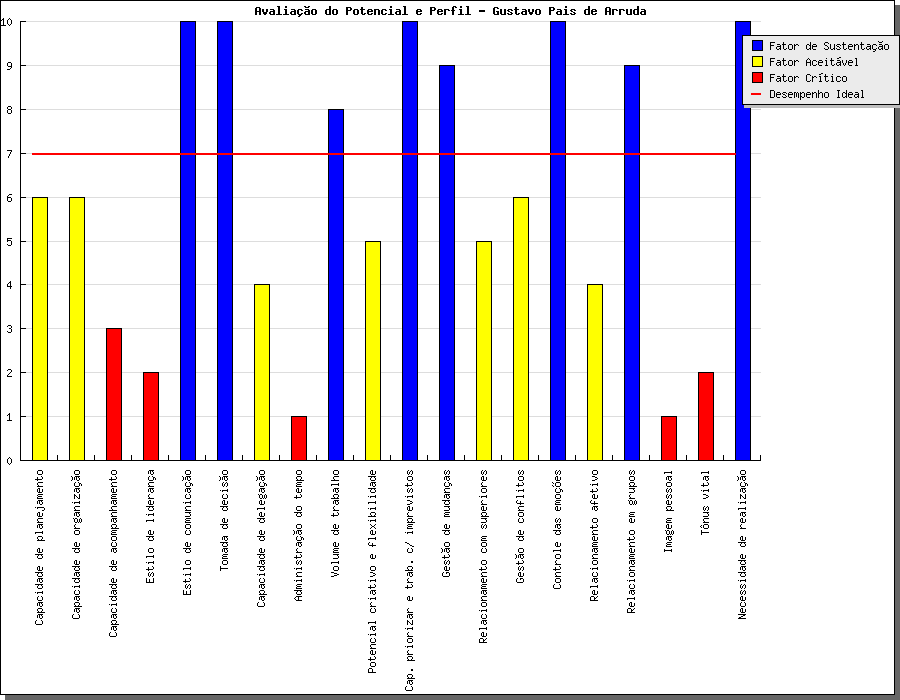 Avaliação do Potencial e Perfil - Gustavo Pais de Arruda
10
9
8
7
6
5
4
3
2
1
0
Fator de Sustentação
Fator Aceitável
Fator Crítico
Desempenho Ideal
Capacidade de planejamento
Capacidade de organização
Capacidade de acompanhamento
Estilo de liderança
Estilo de comunicação
Tomada de decisão
Capacidade de delegação
Administração do tempo
Volume de trabalho
Potencial criativo e flexibilidade
Cap. priorizar e trab. c/ imprevistos
Gestão de mudanças
Relacionamento com superiores
Gestão de conflitos
Controle das emoções
Relacionamento afetivo
Relacionamento em grupos
Imagem pessoal
Tônus vital
Necessidade de realização